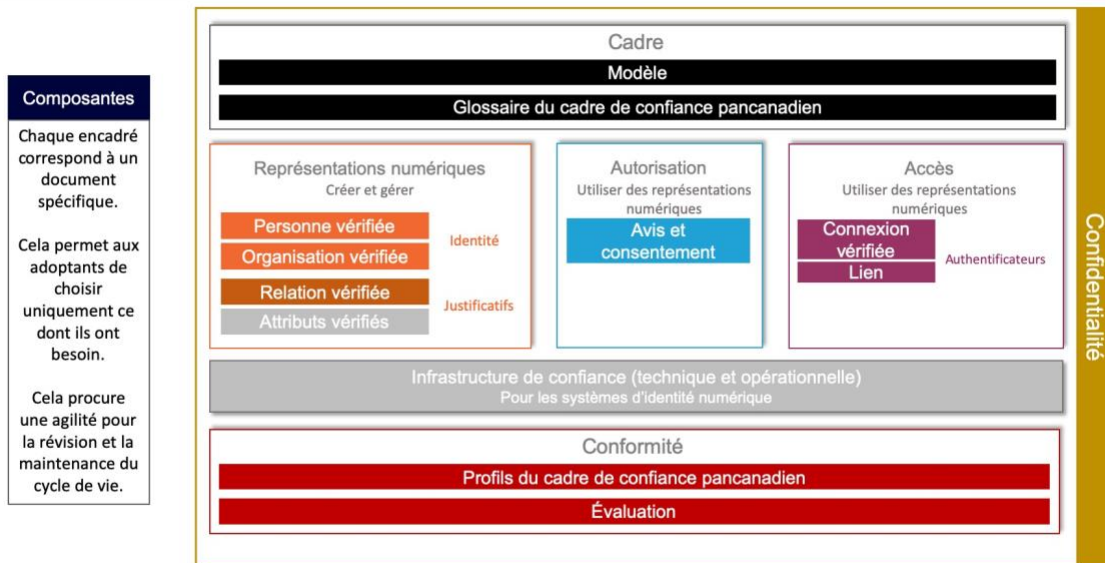 Composantes
Chaque encadré
correspond à un
document
spécifique.
Cela permet aux
adoptants de
choisir
uniquement ce
dont ils ont
besoin.
Cela procure
une agilité pour
la révision et la
maintenance du
cycle de vie.
Cadre
Modèle
Glossaire du cadre de confiance pancanadien
Représentations numériques
Créer et gérer
Personne vérifiée
Organisation vérifiée
Identité
Relation vérifiée
Attributs vérifiés
Justificatifs
Autorisation
Utiliser des représentations
numériques
Avis et
consentement
Accès
Utiliser des représentations
numériques
Connexion
vérifiée
Lien
Authentificateurs
Infrastructure de confiance (technique et opérationnelle)
Pour les systèmes d'identité numérique
Conformité
Profils du cadre de confiance pancanadien
Évaluation
Confidentialité